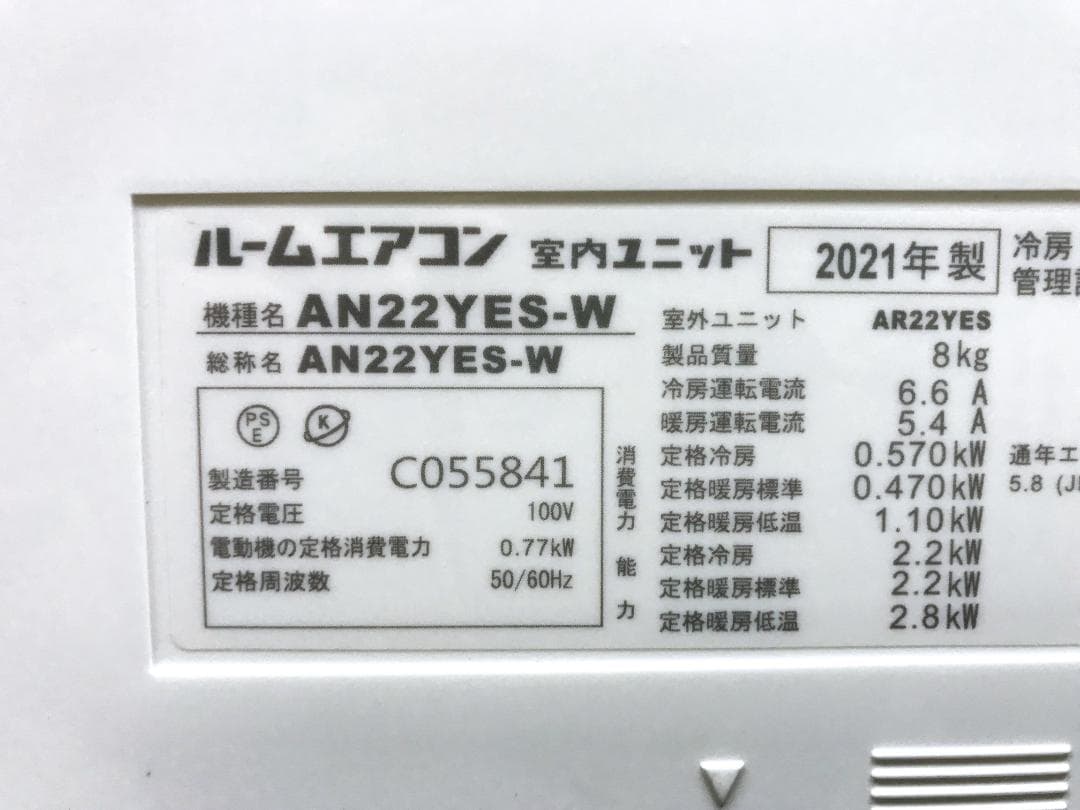 ルームエアコン 室内ユニット 2021年製 冷房
管理
機種名 AN22YES-W
総称名 AN22YES-W
PS
E
K
製造番号 C055841
定格電圧 100V
電動機の定格消費電力 0.77kW
定格周波数 50/60Hz
室外ユニット AR22YES
製品質量 8kg
冷房運転電流 6.6 A
暖房運転電流 5.4 A
消費電力
定格冷房 0.570kW
定格暖房標準 0.470kW
定格暖房低温 1.10kW
能力
定格冷房 2.2kW
定格暖房標準 2.2kW
定格暖房低温 2.8kW
通年エ
5.8 (J